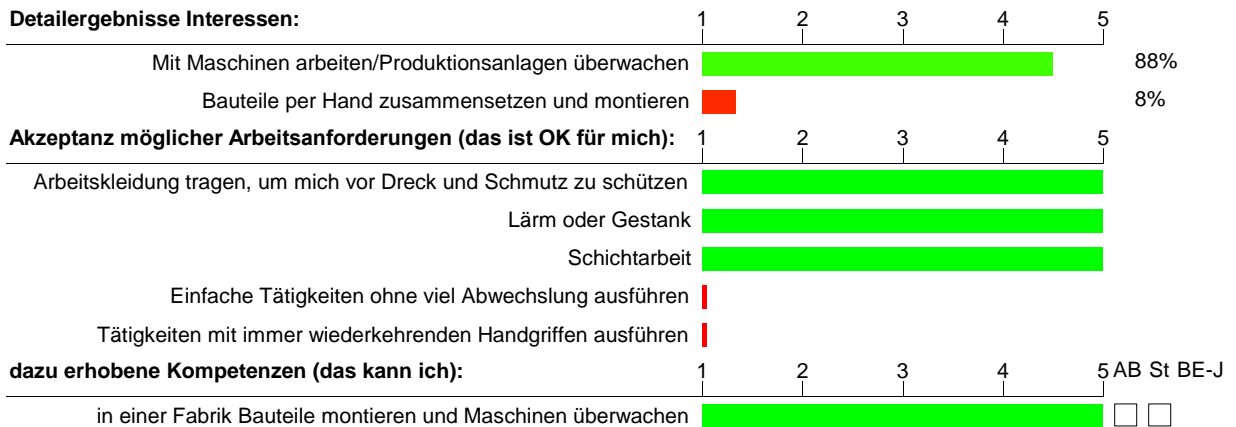 Detailergebnisse Interessen: 1 2 3 4 5
Mit Maschinen arbeiten/Produktionsanlagen überwachen 88%
Bauteile per Hand zusammensetzen und montieren 8%
Akzeptanz möglicher Arbeitsanforderungen (das ist OK für mich): 1 2 3 4 5
Arbeitskleidung tragen, um mich vor Dreck und Schmutz zu schützen
Lärm oder Gestank
Schichtarbeit
Einfache Tätigkeiten ohne viel Abwechslung ausführen
Tätigkeiten mit immer wiederkehrenden Handgriffen ausführen
dazu erhobene Kompetenzen (das kann ich): 1 2 3 4 5 AB St BE-J
in einer Fabrik Bauteile montieren und Maschinen überwachen